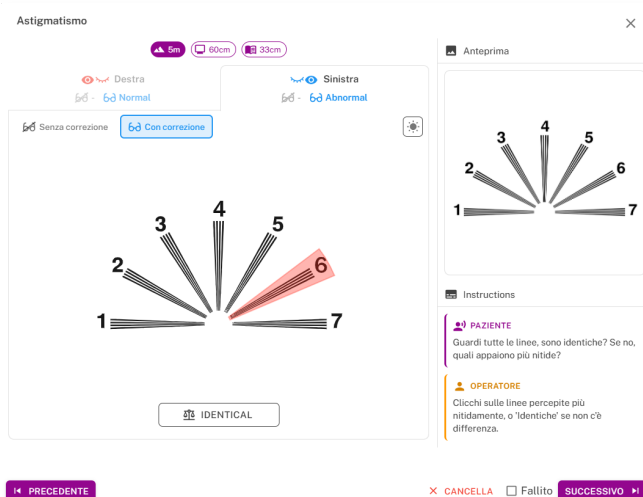 Astigmatismo
5m
60cm
33cm
Destra
- Normal
Sinistra
- Abnormal
Senza correzione
Con correzione
1
2
3
4
5
6
7
IDENTICAL
Anteprima
1
2
3
4
5
6
7
Instructions
PAZIENTE
Guardi tutte le linee, sono identiche? Se no,
quali appaiono più nitide?
OPERATORE
Clicchi sulle linee percepite più
nitidamente, o 'Identiche' se non c'è
differenza.
PRECEDENTE
CANCELLA
Fallito
SUCCESSIVO